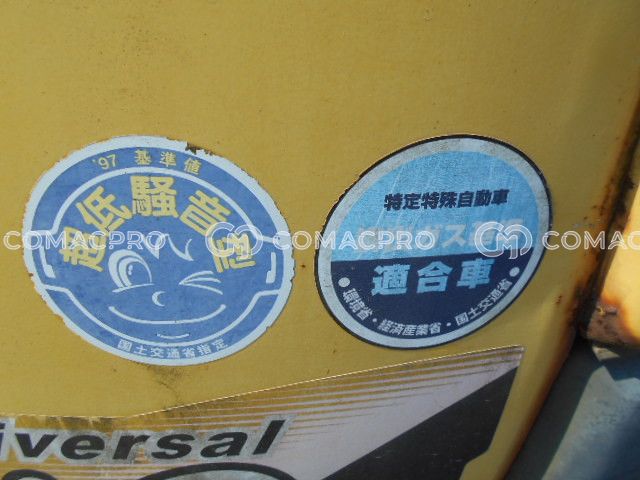 '97 基準値
超低騒音型
国土交通省指定
特定特殊自動車
適合車
●環境省・経済産業省・国土交通省●
iversal
COMACPRO
COMACPRO
COMACPRO